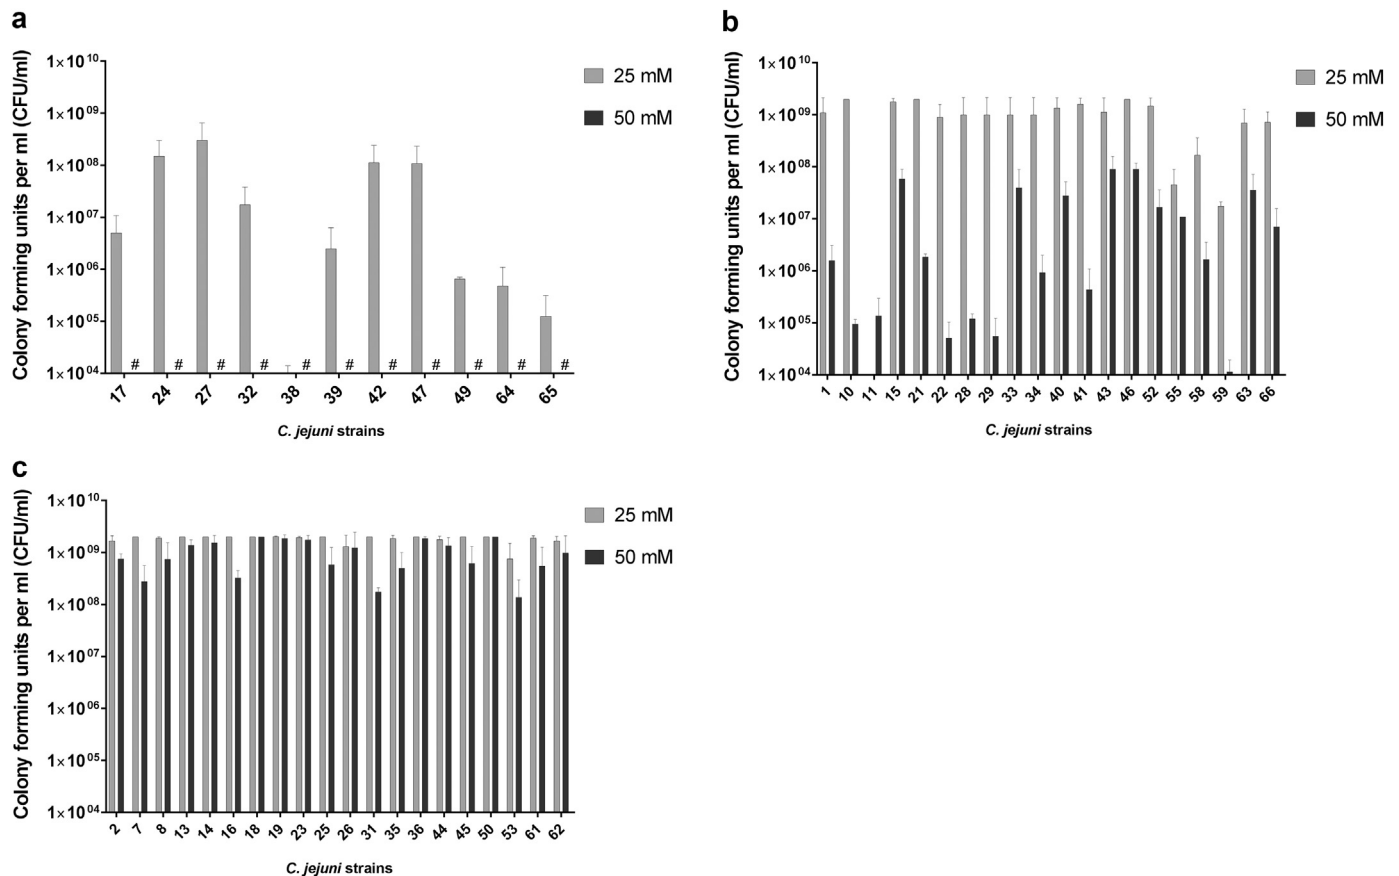 a
Colony forming units per ml (CFU/ml)
1×10 10
1×10 09
1×10 08
1×10 07
1×10 06
1×10 05
1×10 04
25 mM
50 mM
# # # # # # # # # # #
17 24 27 32 38 39 42 47 49 64 65
C. jejuni strains
b
Colony forming units per ml (CFU/ml)
1×10 10
1×10 09
1×10 08
1×10 07
1×10 06
1×10 05
1×10 04
25 mM
50 mM
1 10 11 15 21 22 28 29 33 34 40 41 43 46 52 55 58 59 63 66
C. jejuni strains
c
Colony forming units per ml (CFU/ml)
1×10 10
1×10 09
1×10 08
1×10 07
1×10 06
1×10 05
1×10 04
25 mM
50 mM
2 7 8 13 14 16 18 19 23 25 26 31 35 36 44 45 50 53 61 62
C. jejuni strains